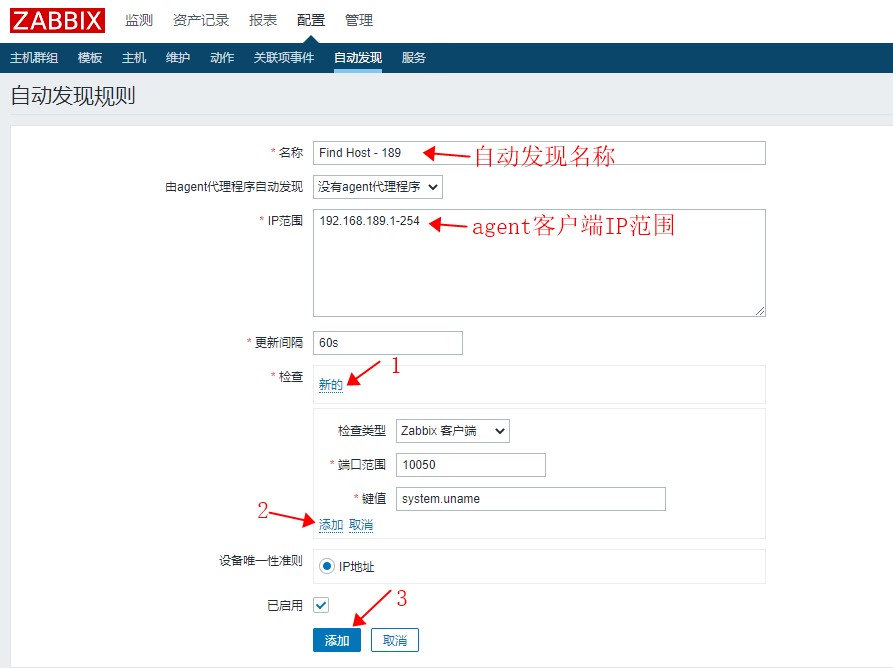 ZABBIX 监测 资产记录 报表 配置 管理
主机群组 模板 主机 维护 动作 关联项事件 自动发现 服务
自动发现规则
* 名称 Find Host - 189 自动发现名称
由agent代理程序自动发现 没有agent代理程序
* IP范围 192.168.189.1-254 agent客户端IP范围
* 更新间隔 60s
1
* 检查 新的
检查类型 Zabbix 客户端
* 端口范围 10050
* 键值 system.uname
2 添加 取消
设备唯一性准则 IP地址
已启用 3
添加 取消